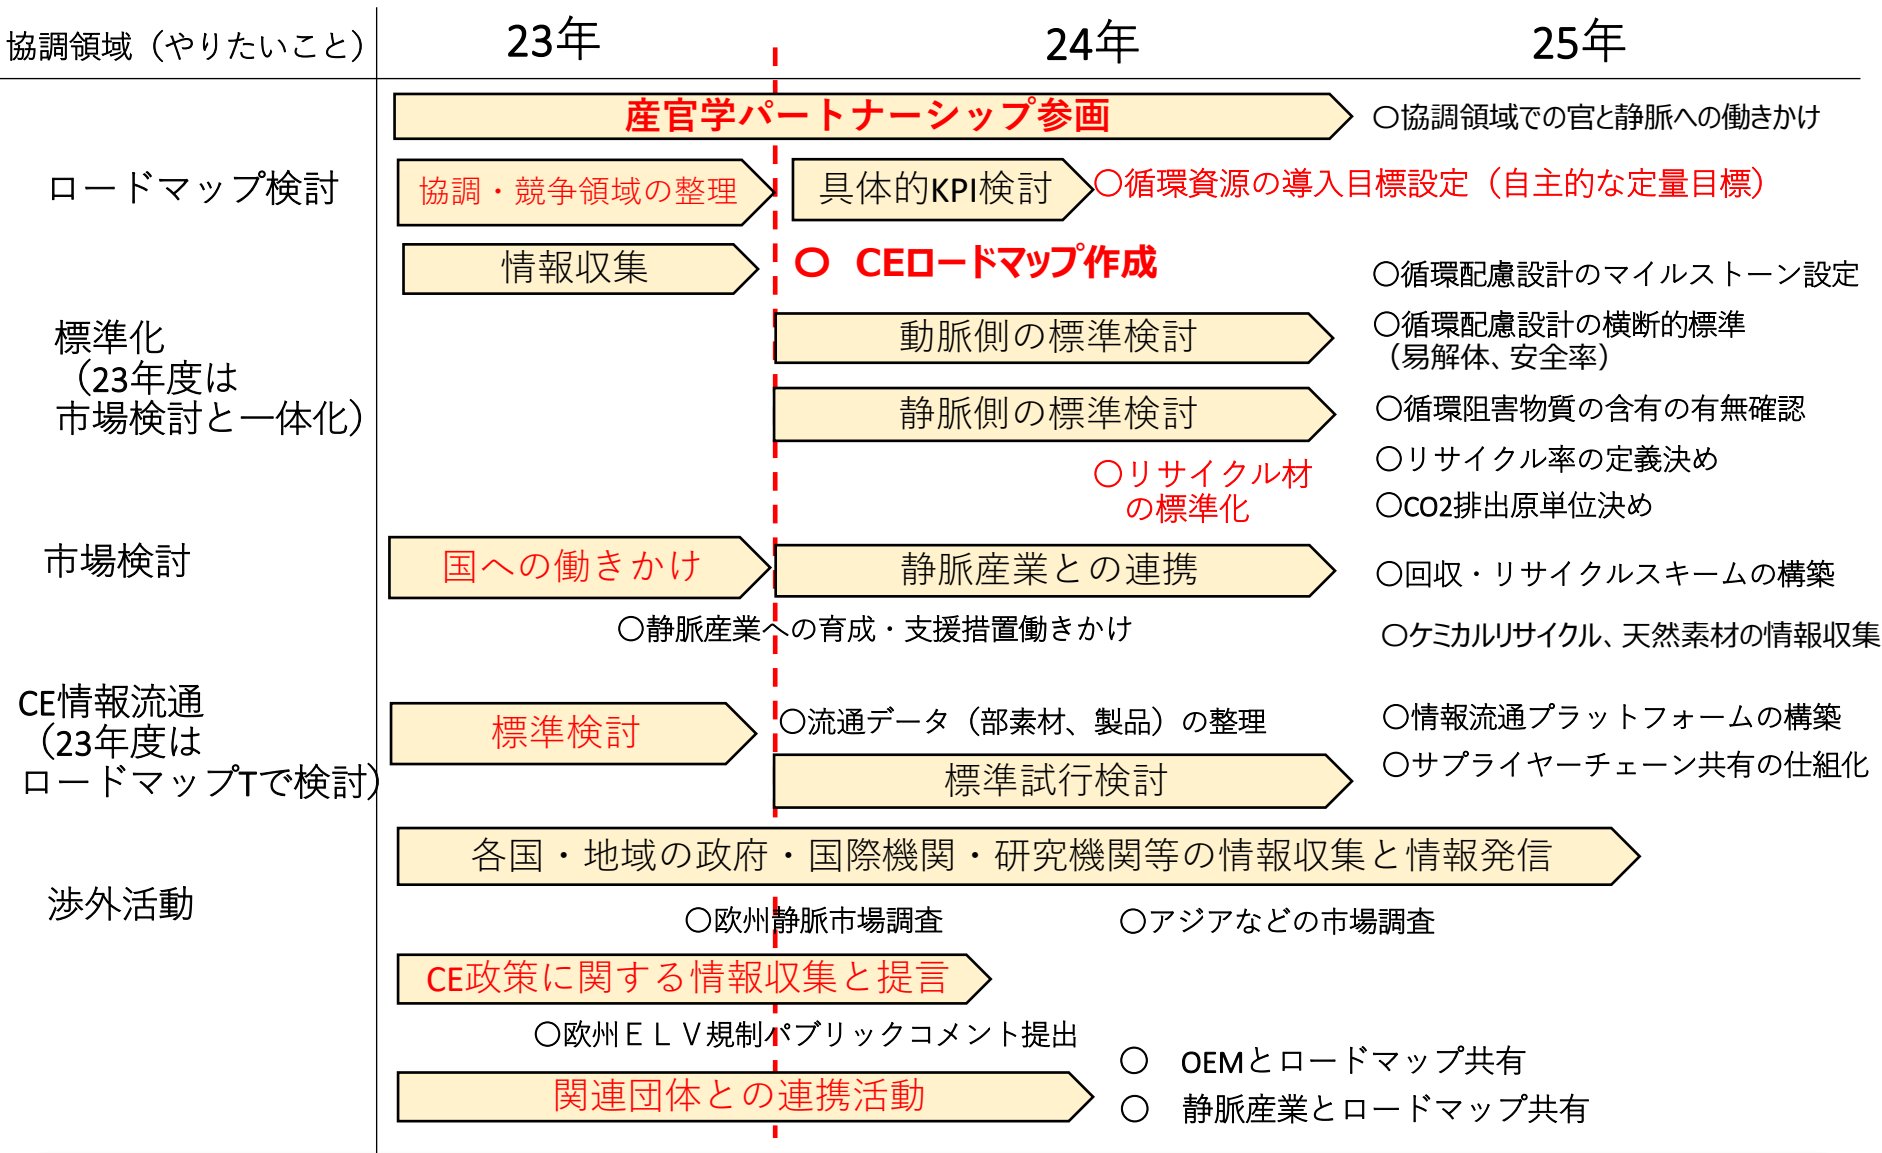 協調領域（やりたいこと）
23年
24年
25年
産官学パートナーシップ参画
〇協調領域での官と静脈への働きかけ
ロードマップ検討
協調・競争領域の整理
具体的KPI検討
〇循環資源の導入目標設定（自主的な定量目標）
情報収集
〇　CEロードマップ作成
〇循環配慮設計のマイルストーン設定
標準化
（23年度は
市場検討と一体化）
動脈側の標準検討
〇循環配慮設計の横断的標準
（易解体、安全率）
静脈側の標準検討
〇循環阻害物質の含有の有無確認
〇リサイクル材
の標準化
〇リサイクル率の定義決め
〇CO2排出原単位決め
市場検討
国への働きかけ
静脈産業との連携
〇回収・リサイクルスキームの構築
〇静脈産業への育成・支援措置働きかけ
〇ケミカルリサイクル、天然素材の情報収集
CE情報流通
（23年度は
ロードマップTで検討）
標準検討
〇流通データ（部素材、製品）の整理
〇情報流通プラットフォームの構築
標準試行検討
〇サプライヤーチェーン共有の仕組化
各国・地域の政府・国際機関・研究機関等の情報収集と情報発信
渉外活動
〇欧州静脈市場調査
〇アジアなどの市場調査
CE政策に関する情報収集と提言
〇欧州ＥＬＶ規制パブリックコメント提出
〇　OEMとロードマップ共有
関連団体との連携活動
〇　静脈産業とロードマップ共有